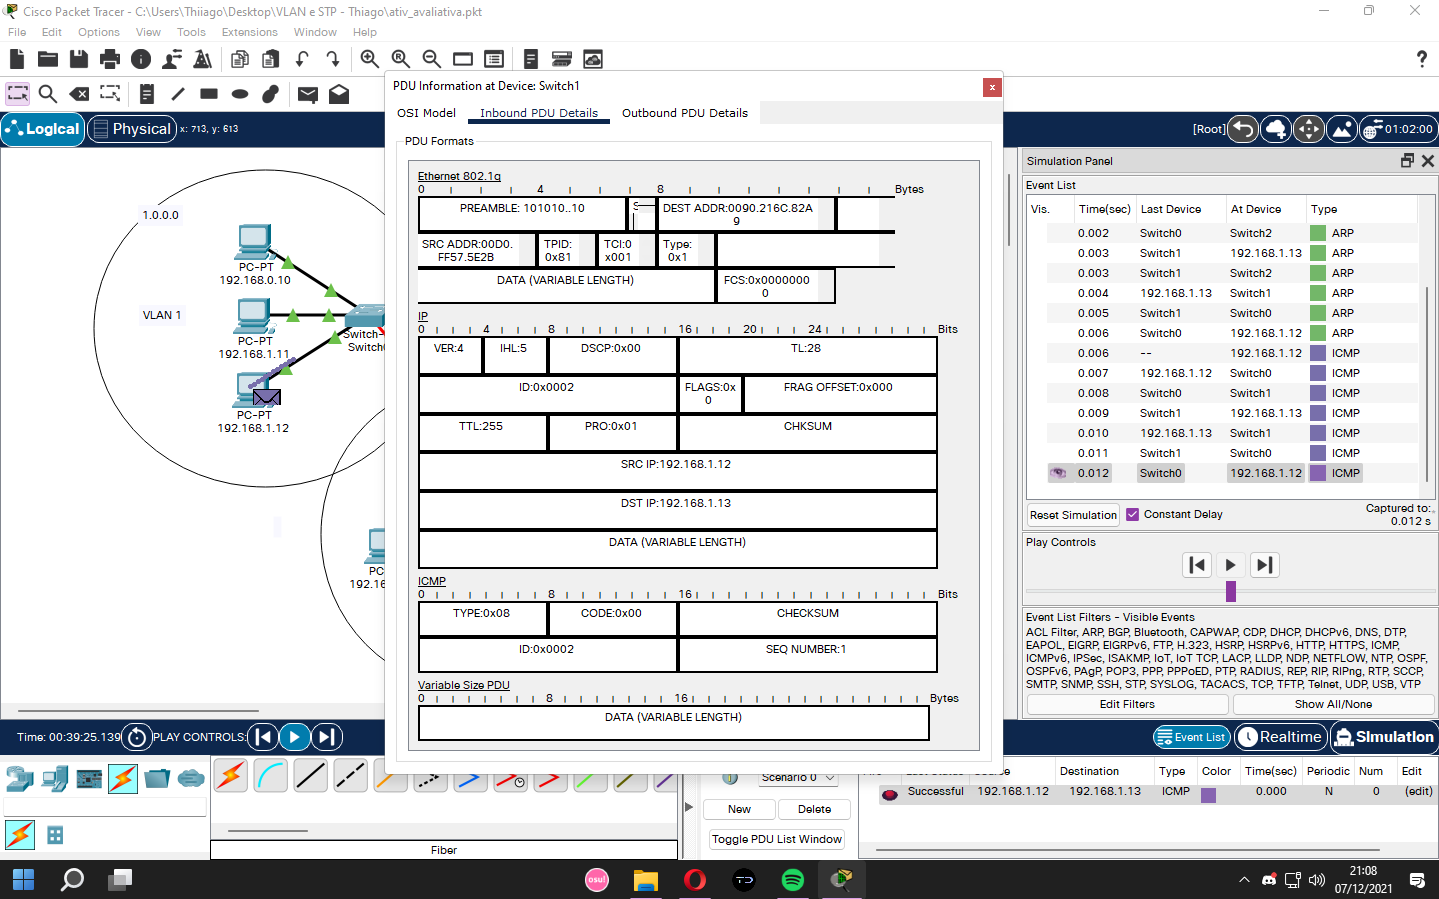 Cisco Packet Tracer - C:\Users\Thiiago\Desktop\VLAN e STP - Thiago\ativ_avaliativa.pkt
File Edit Options View Tools Extensions Window Help
Logical Physical x: 713, y: 613
[Root] 01:02:00
1.0.0.0
PC-PT
192.168.0.10
VLAN 1
PC-PT
192.168.1.11
Switch-
Switch0
PC-PT
192.168.1.12
PC
192.16
PDU Information at Device: Switch1
OSI Model Inbound PDU Details Outbound PDU Details
PDU Formats
Ethernet 802.1q
0 4 8 Bytes
PREAMBLE: 101010..10 DEST ADDR:0090.216C.82A
9
SRC ADDR:00D0. TPID: TCI:0 Type:
FF57.5E2B 0x81 x001 0x1
DATA (VARIABLE LENGTH) FCS:0x0000000
0
IP
0 4 8 16 20 24 Bits
VER:4 IHL:5 DSCP:0x00 TL:28
ID:0x0002 FLAGS:0x FRAG OFFSET:0x000
0
TTL:255 PRO:0x01 CHKSUM
SRC IP:192.168.1.12
DST IP:192.168.1.13
DATA (VARIABLE LENGTH)
ICMP
0 8 16 Bits
TYPE:0x08 CODE:0x00 CHECKSUM
ID:0x0002 SEQ NUMBER:1
Variable Size PDU
0 8 16 Bytes
DATA (VARIABLE LENGTH)
Simulation Panel
Event List
Vis. Time(sec) Last Device At Device Type
0.002 Switch0 Switch2 ARP
0.003 Switch1 192.168.1.13 ARP
0.003 Switch1 Switch2 ARP
0.004 192.168.1.13 Switch1 ARP
0.005 Switch1 Switch0 ARP
0.006 Switch0 192.168.1.12 ARP
0.006 -- 192.168.1.12 ICMP
0.007 192.168.1.12 Switch0 ICMP
0.008 Switch0 Switch1 ICMP
0.009 Switch1 192.168.1.13 ICMP
0.010 192.168.1.13 Switch1 ICMP
0.011 Switch1 Switch0 ICMP
0.012 Switch0 192.168.1.12 ICMP
Reset Simulation Constant Delay Captured to:
0.012 s
Play Controls
Event List Filters - Visible Events
ACL Filter, ARP, BGP, Bluetooth, CAPWAP, CDP, DHCP, DHCPv6, DNS, DTP,
EAPOL, EIGRP, EIGRPv6, FTP, H.323, HSRP, HSRPv6, HTTP, HTTPS, ICMP,
ICMPv6, IPSec, ISAKMP, IoT, IoT TCP, LACP, LLDP, NDP, NETFLOW, NTP, OSPF,
OSPFv6, PAgP, POP3, PPP, PPPoED, PTP, RADIUS, REP, RIP, RIPng, RTP, SCCP,
SMTP, SNMP, SSH, STP, SYSLOG, TACACS, TCP, TFTP, Telnet, UDP, USB, VTP
Edit Filters Show All/None
Time: 00:39:25.139 PLAY CONTROLS: Event List Realtime Simulation
Scenario 0
New Delete
Toggle PDU List Window
Destination Type Color Time(sec) Periodic Num Edit
Successful 192.168.1.12 192.168.1.13 ICMP 0.000 N 0 (edit)
Fiber
osu!
21:08
07/12/2021